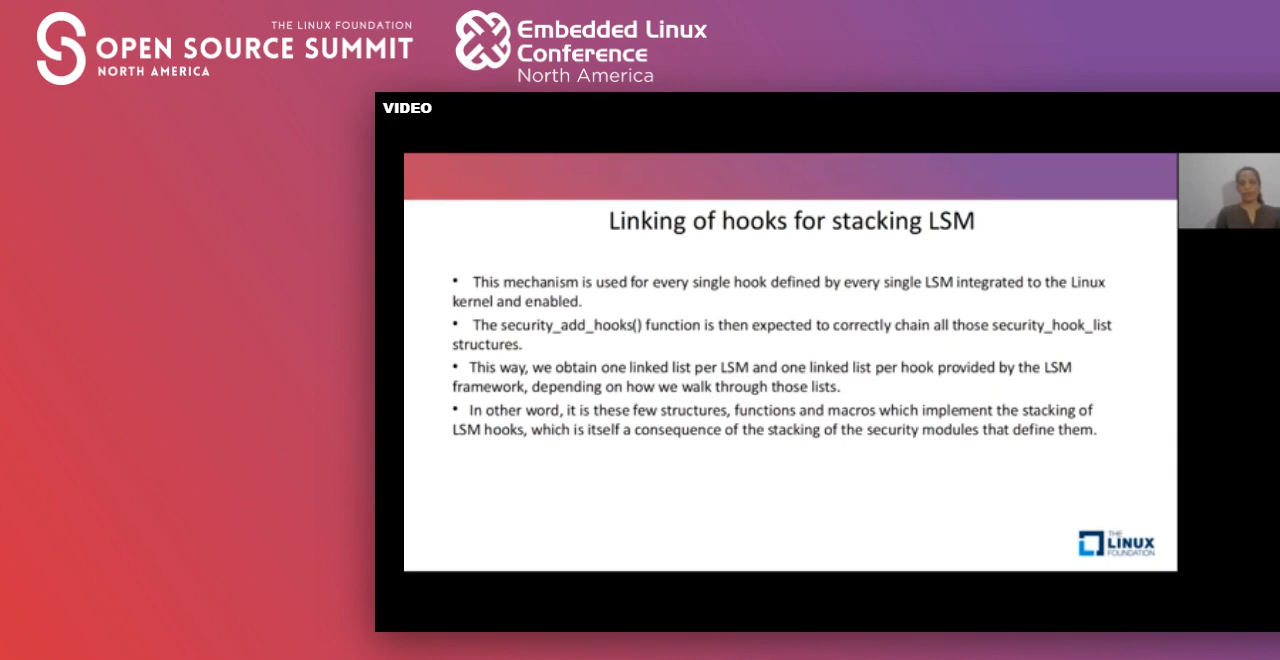 THE LINUX FOUNDATION
OPEN SOURCE SUMMIT
NORTH AMERICA
Embedded Linux
Conference
North America
VIDEO
Linking of hooks for stacking LSM
• This mechanism is used for every single hook defined by every single LSM integrated to the Linux
kernel and enabled.
• The security_add_hooks() function is then expected to correctly chain all those security_hook_list
structures.
• This way, we obtain one linked list per LSM and one linked list per hook provided by the LSM
framework, depending on how we walk through those lists.
• In other word, it is these few structures, functions and macros which implement the stacking of
LSM hooks, which is itself a consequence of the stacking of the security modules that define them.
THE
LINUX
FOUNDATION